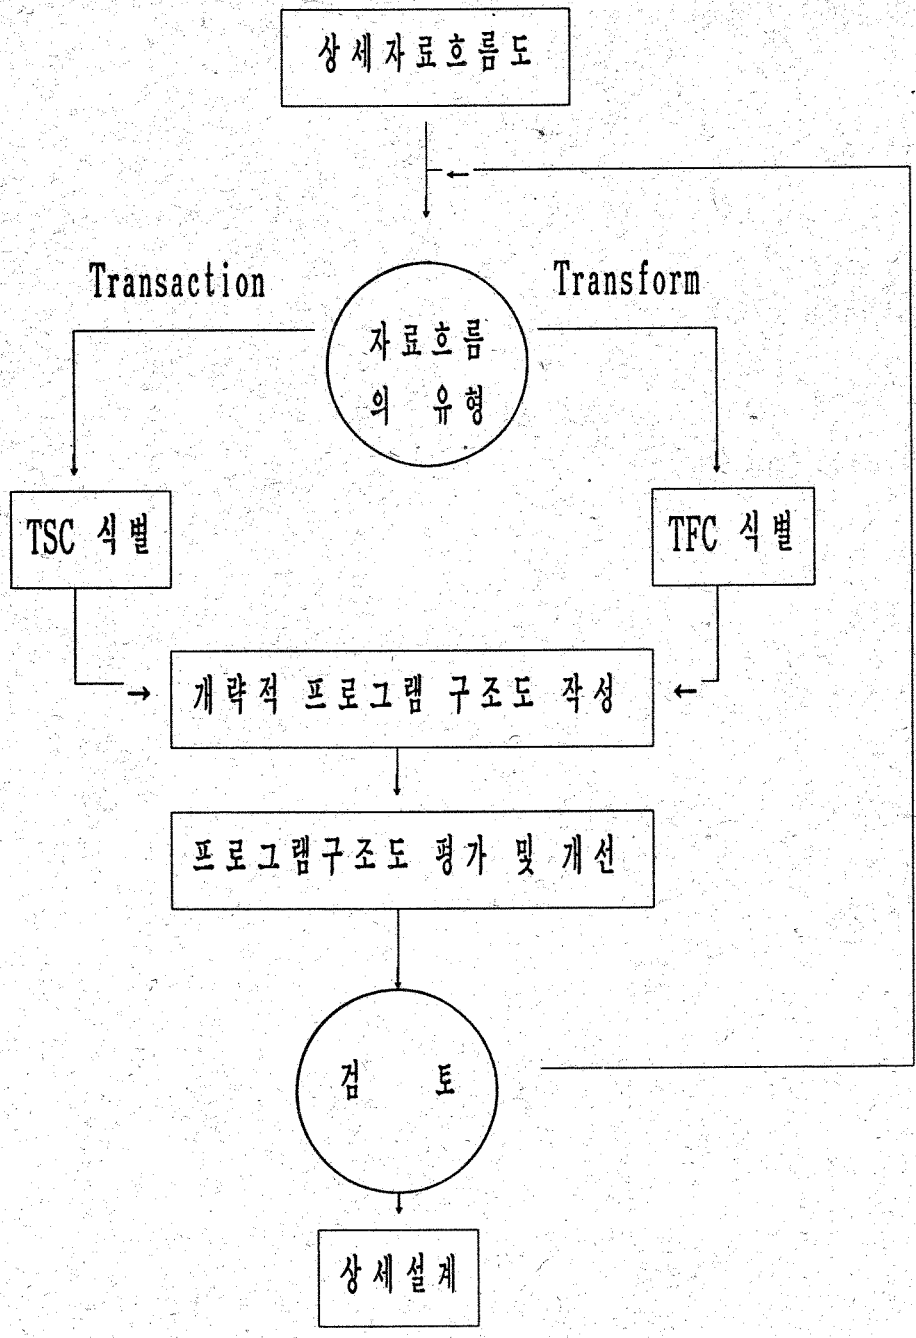 상세자료흐름도
Transaction
Transform
자료흐름
의 유형
TSC 식별
TFC 식별
개략적 프로그램 구조도 작성
프로그램구조도 평가 및 개선
검 토
상세설계